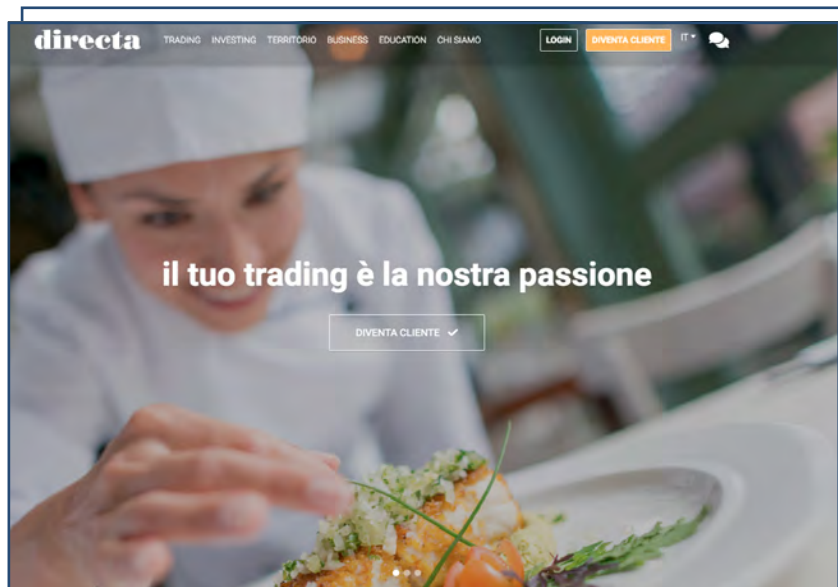 directa TRADING INVESTING TERRITORIO BUSINESS EDUCATION CHI SIAMO LOGIN DIVENTA CLIENTE IT
il tuo trading è la nostra passione
DIVENTA CLIENTE